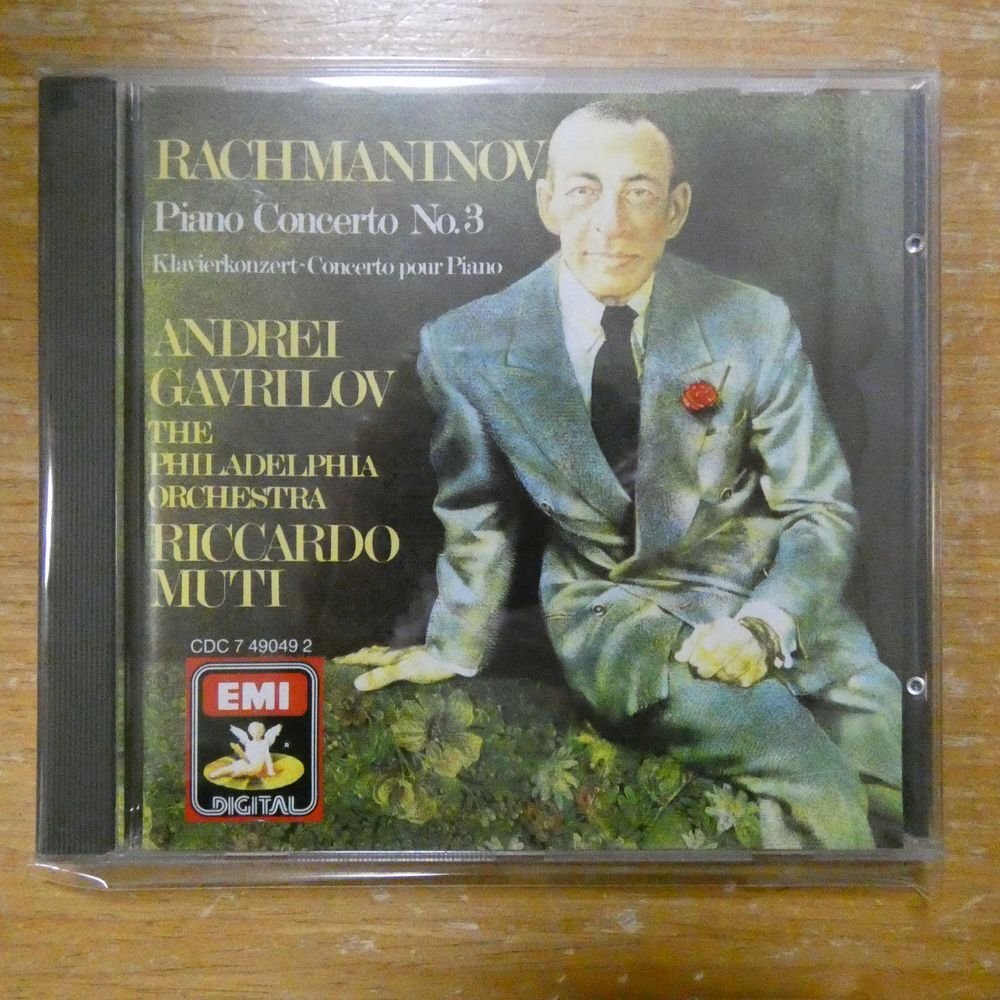 RACHMANINOV
Piano Concerto No.3
Klavierkonzert-Concerto pour Piano
ANDREI
GAVRILOV
THE
PHILADELPHIA
ORCHESTRA
RICCARDO
MUTI
CDC 7 49049 2
EMI
R
DIGITAL